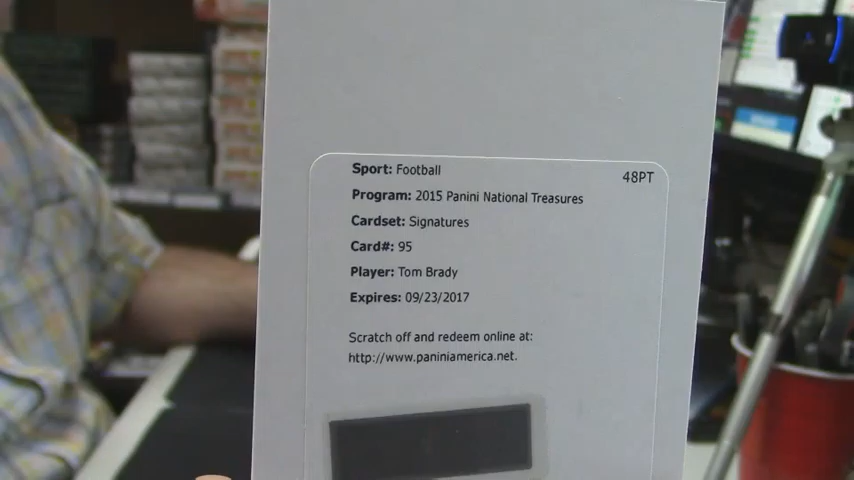 Sport: Football
48PT
Program: 2015 Panini National Treasures
Cardset: Signatures
Card#: 95
Player: Tom Brady
Expires: 09/23/2017
Scratch off and redeem online at:
http://www.paniniamerica.net.